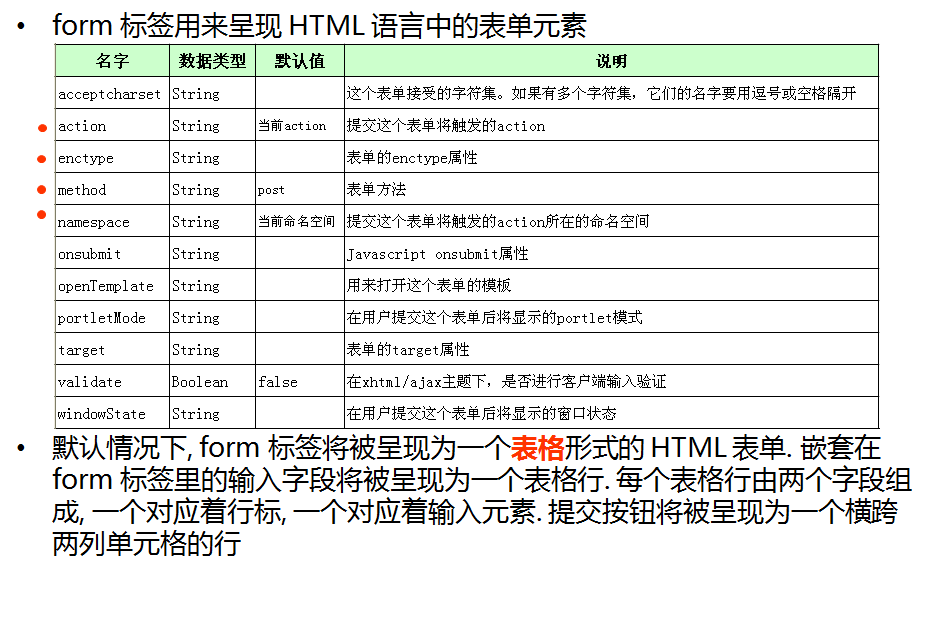 • form 标签用来呈现 HTML 语言中的表单元素
名字 数据类型 默认值 说明
acceptcharset String 这个表单接受的字符集。如果有多个字符集，它们的名字要用逗号或空格隔开
action String 当前action 提交这个表单将触发的action
enctype String 表单的enctype属性
method String post 表单方法
namespace String 当前命名空间 提交这个表单将触发的action所在的命名空间
onsubmit String Javascript onsubmit属性
openTemplate String 用来打开这个表单的模板
portletMode String 在用户提交这个表单后将显示的portlet模式
target String 表单的target属性
validate Boolean false 在xhtml/ajax主题下，是否进行客户端输入验证
windowState String 在用户提交这个表单后将显示的窗口状态
• 默认情况下, form 标签将被呈现为一个表格形式的 HTML 表单. 嵌套在
form 标签里的输入字段将被呈现为一个表格行. 每个表格行由两个字段组
成, 一个对应着行标, 一个对应着输入元素. 提交按钮将被呈现为一个横跨
两列单元格的行